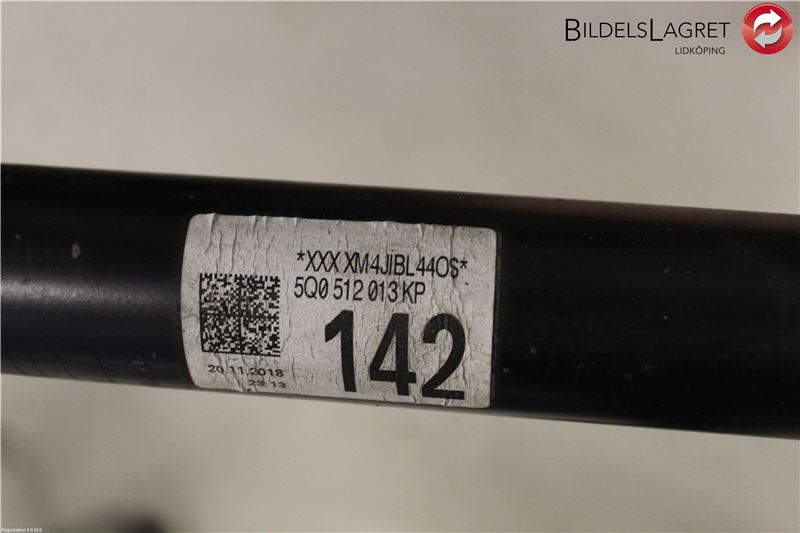 BILDELSLAGRET
LIDKÖPING
*XXX XM4JIBL44OS*
5Q0 512 013 KP
142
20.11.2018
23:13